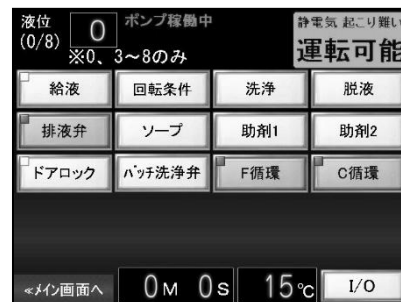 液位
(0/8)
0
ポンプ稼働中
※0、3~8のみ
静電気 起こり難い
運転可能
給液
回転条件
洗浄
脱液
排液弁
ソープ
助剤1
助剤2
ドアロック
バッチ洗浄弁
F循環
C循環
≪メイン画面へ
0M 0S
15℃
I/O